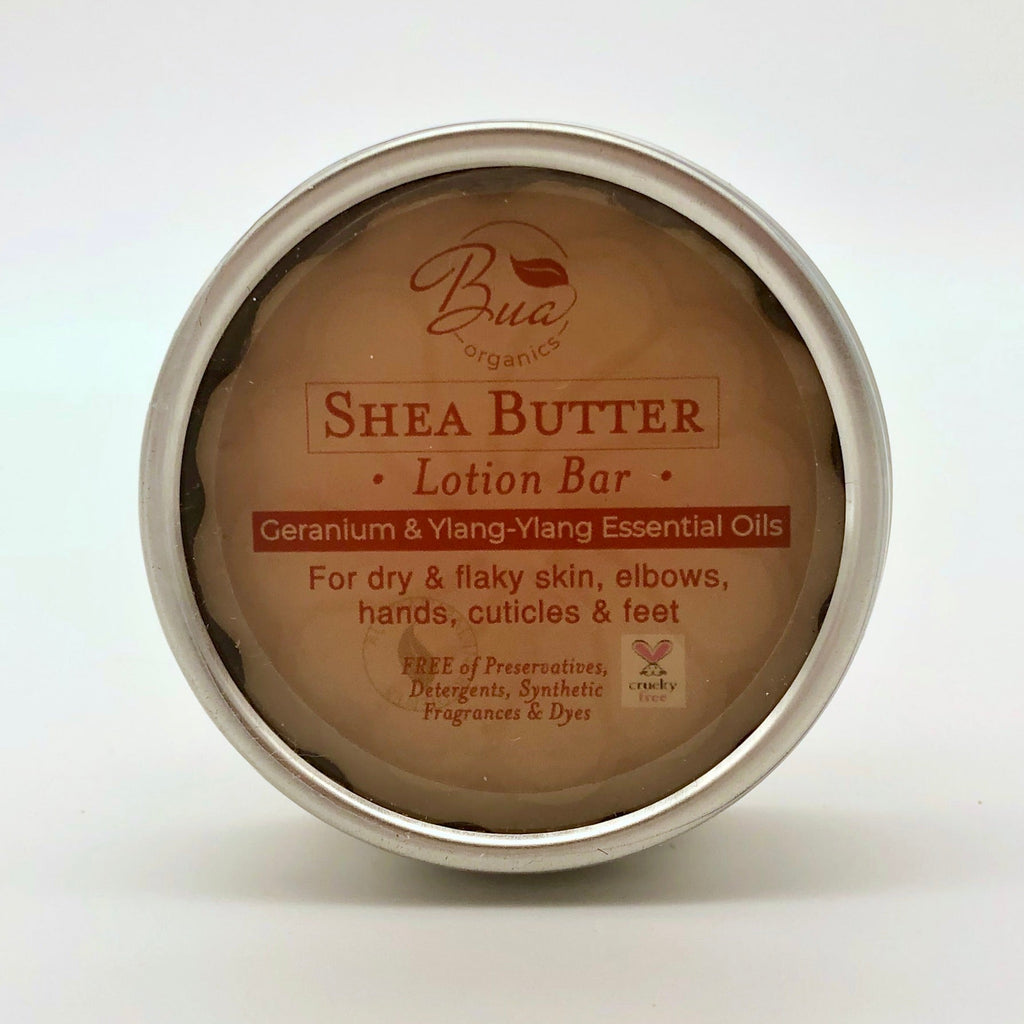 Bua
organics
SHEA BUTTER
• Lotion Bar •
Geranium & Ylang-Ylang Essential Oils
For dry & flaky skin, elbows,
hands, cuticles & feet
FREE of Preservatives,
Detergents, Synthetic
Fragrances & Dyes
cruelty
free